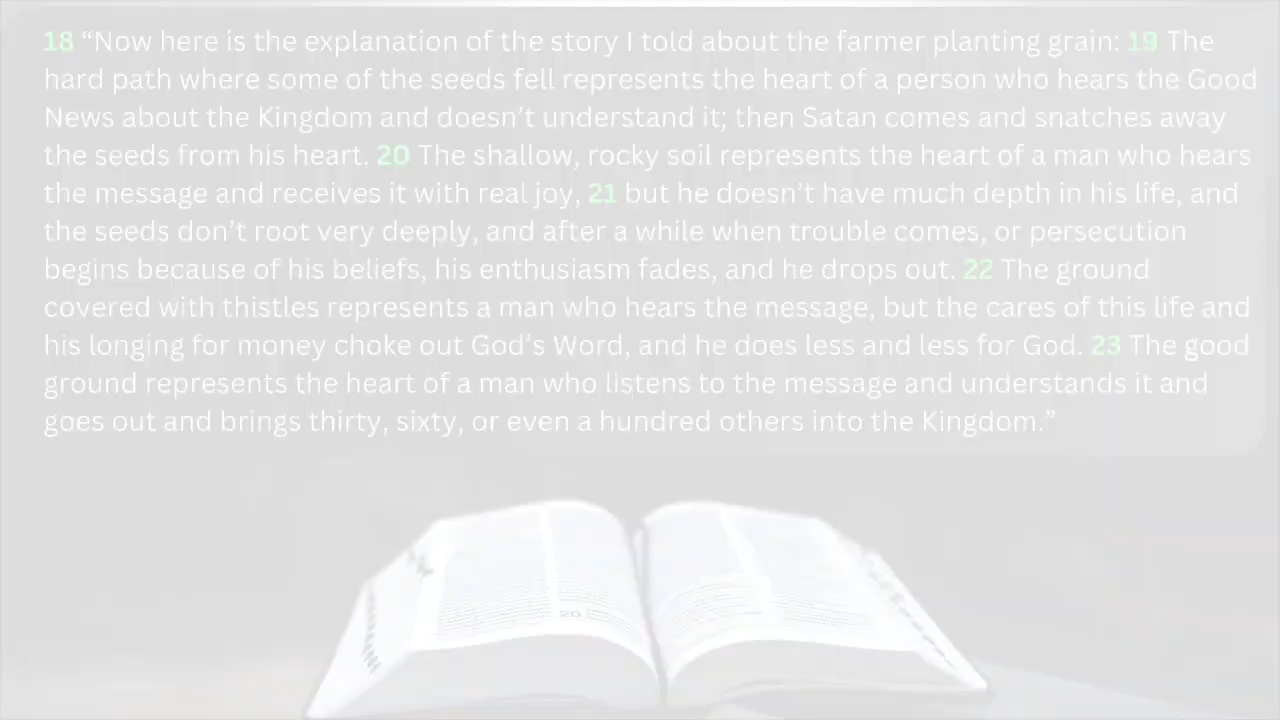 18 “Now here is the explanation of the story I told about the farmer planting grain: 19 The
hard path where some of the seeds fell represents the heart of a person who hears the Good
News about the Kingdom and doesn’t understand it; then Satan comes and snatches away
the seeds from his heart. 20 The shallow, rocky soil represents the heart of a man who hears
the message and receives it with real joy, 21 but he doesn’t have much depth in his life, and
the seeds don’t root very deeply, and after a while when trouble comes, or persecution
begins because of his beliefs, his enthusiasm fades, and he drops out. 22 The ground
covered with thistles represents a man who hears the message, but the cares of this life and
his longing for money choke out God’s Word, and he does less and less for God. 23 The good
ground represents the heart of a man who listens to the message and understands it and
goes out and brings thirty, sixty, or even a hundred others into the Kingdom.”
20